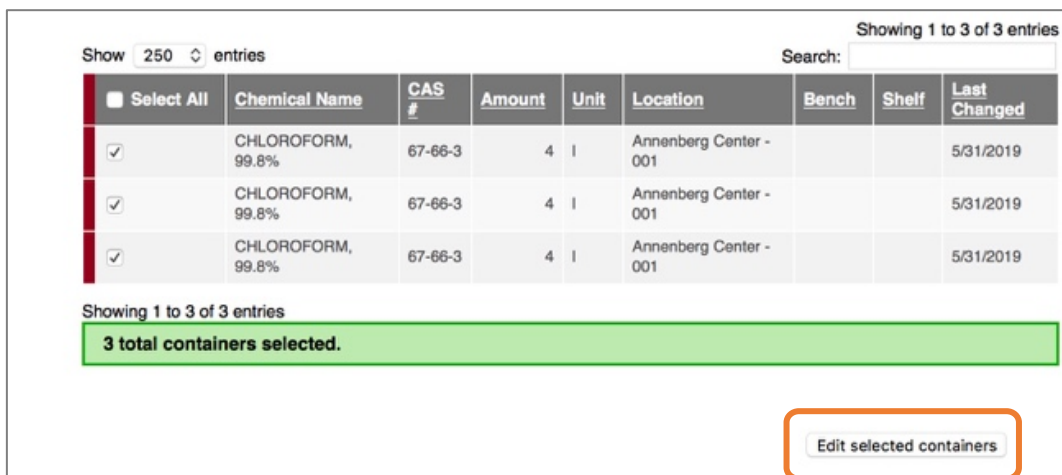 Showing 1 to 3 of 3 entries
Show 250 entries
Search:
Select All Chemical Name CAS # Amount Unit Location Bench Shelf Last Changed
CHLOROFORM, 99.8% 67-66-3 4 l Annenberg Center - 001 5/31/2019
CHLOROFORM, 99.8% 67-66-3 4 l Annenberg Center - 001 5/31/2019
CHLOROFORM, 99.8% 67-66-3 4 l Annenberg Center - 001 5/31/2019
Showing 1 to 3 of 3 entries
3 total containers selected.
Edit selected containers